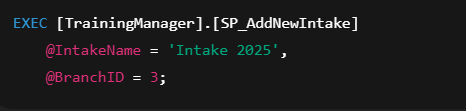 EXEC [TrainingManager].[SP_AddNewIntake]
    @IntakeName = 'Intake 2025',
    @BranchID = 3;